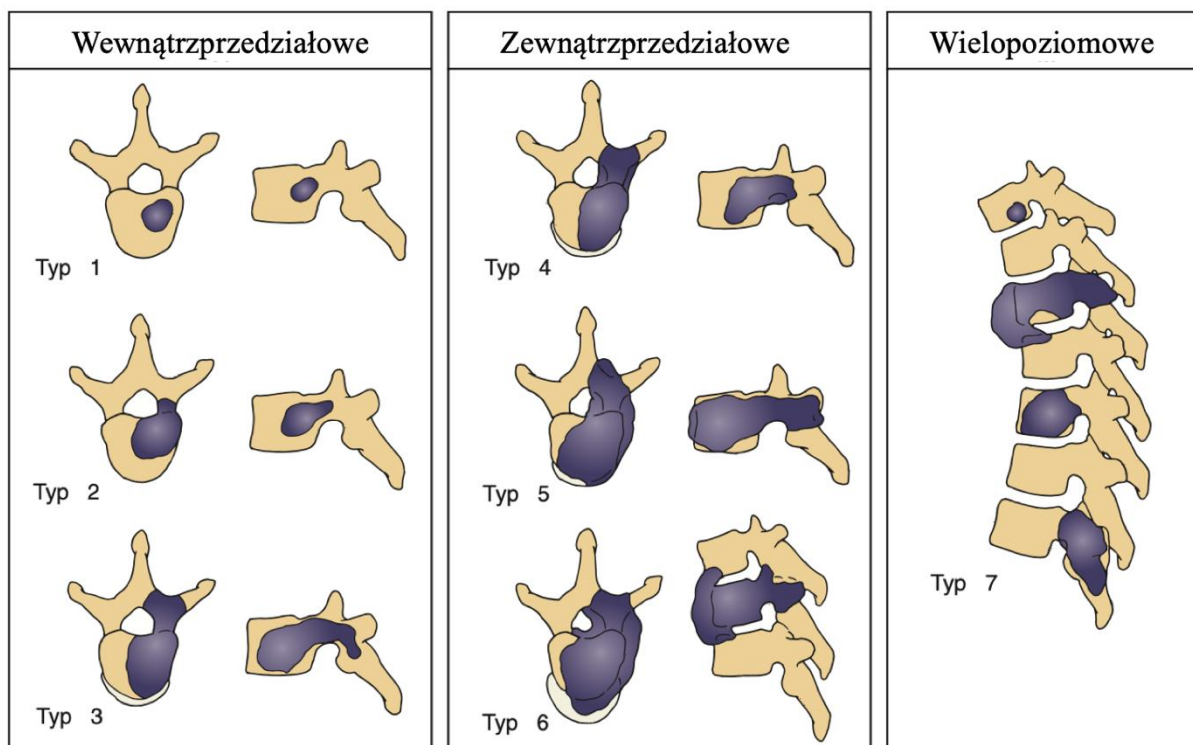 Wewnątrzprzedziałowe
Typ 1
Typ 2
Typ 3
Zewnątrzprzedziałowe
Typ 4
Typ 5
Typ 6
Wielopoziomowe
Typ 7